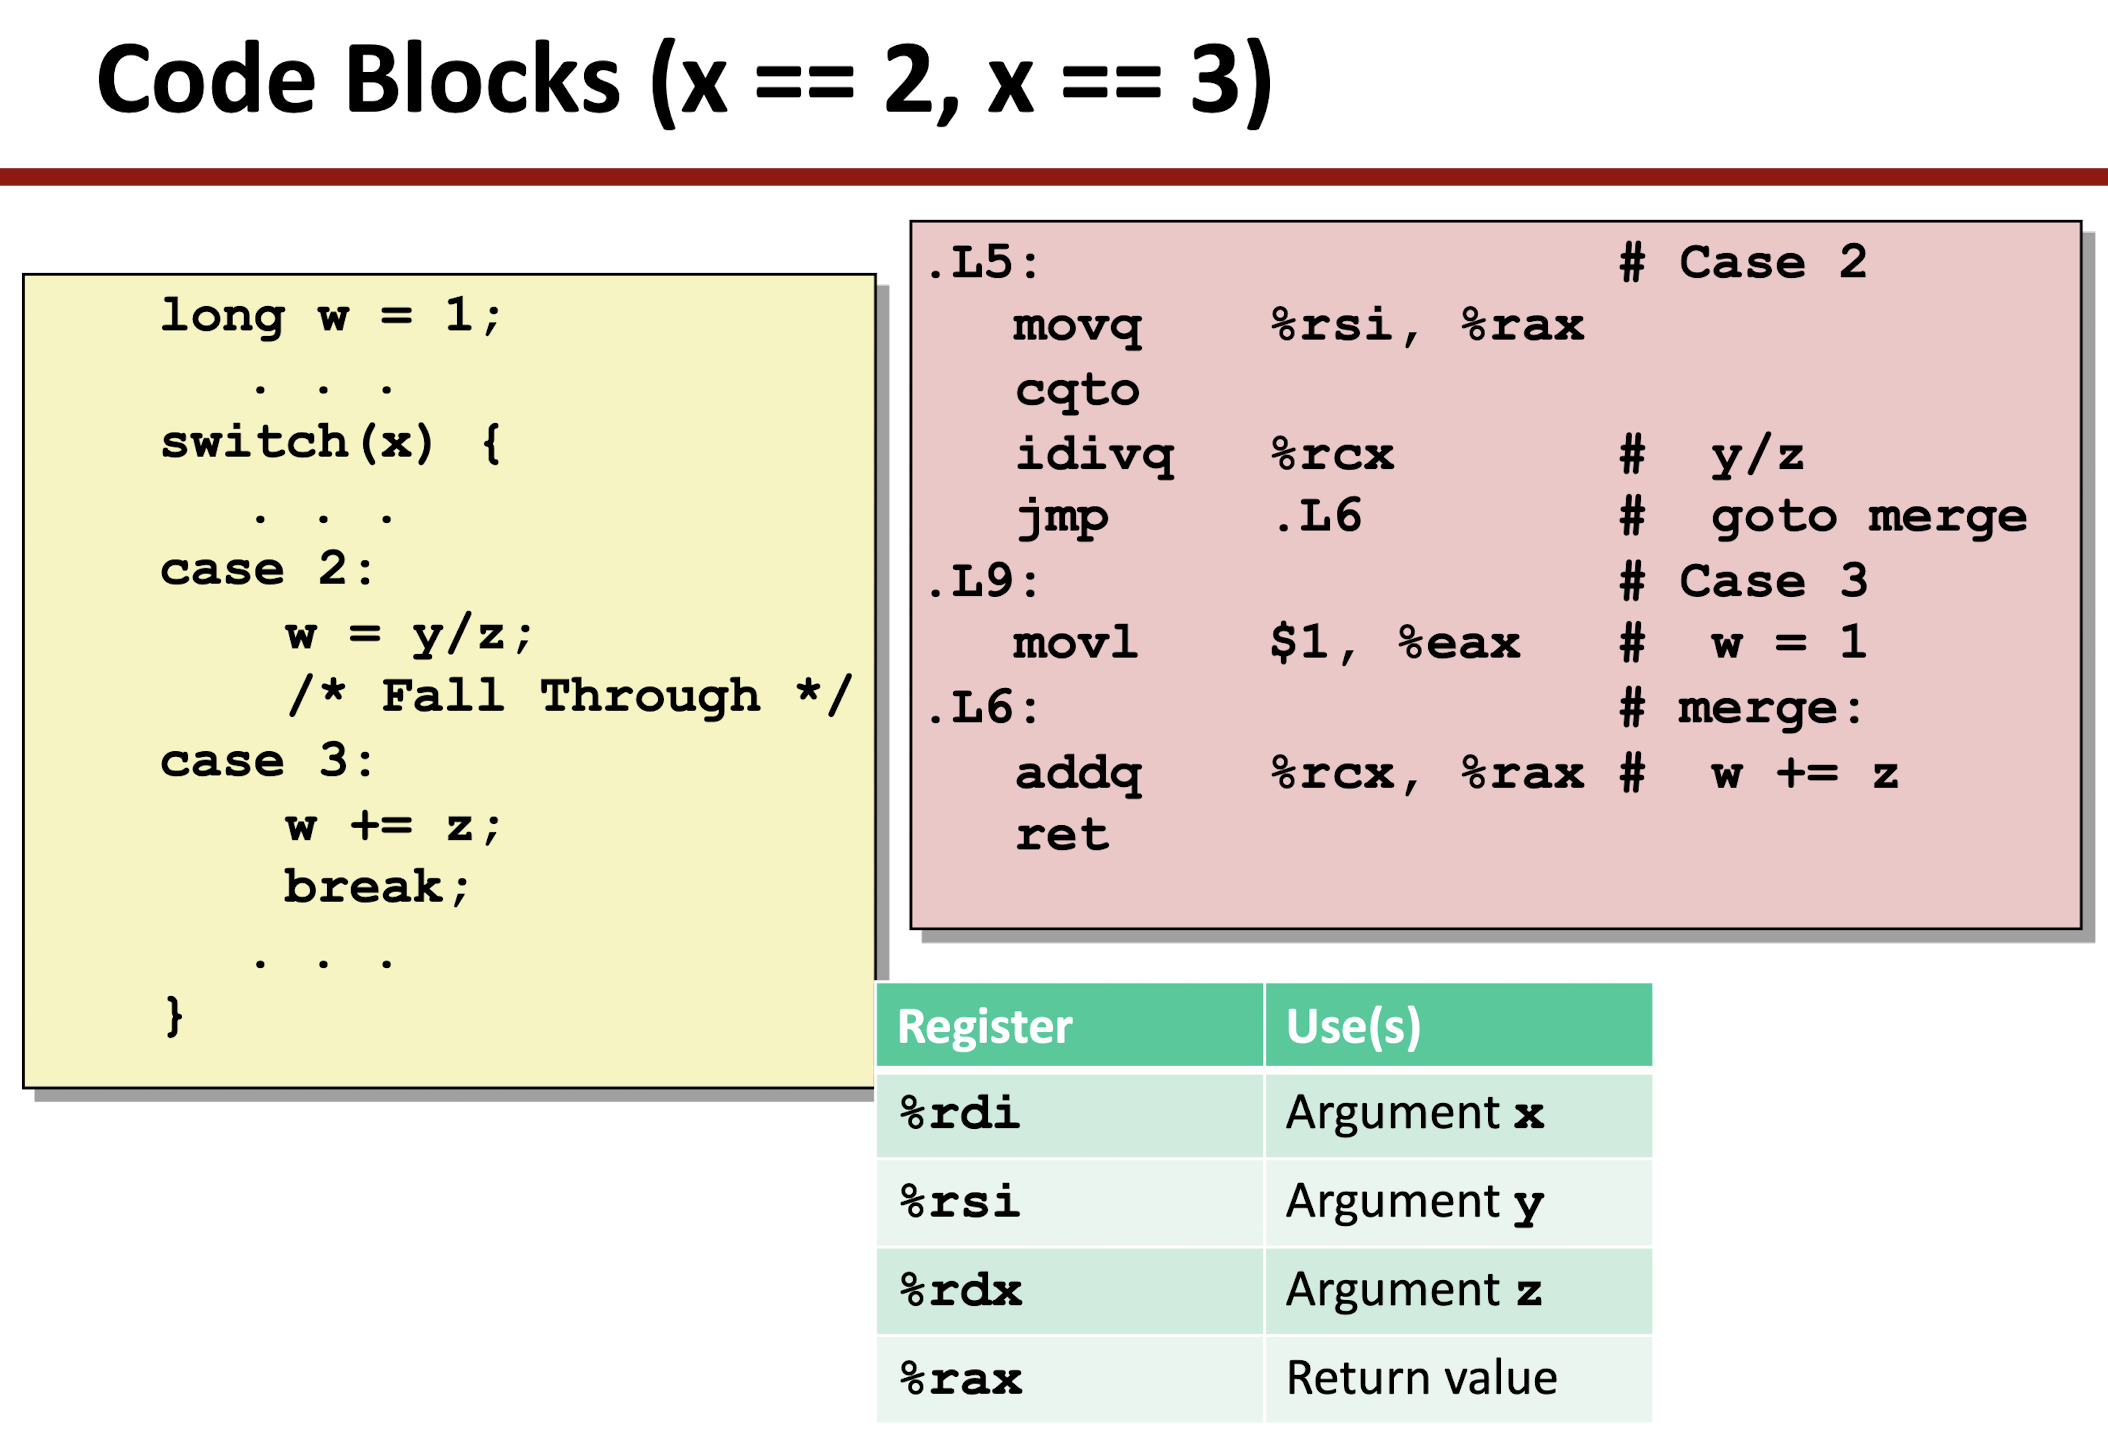 Code Blocks (x == 2, x == 3)
long w = 1;
. . .
switch(x) {
. . .
case 2:
w = y/z;
/* Fall Through */
case 3:
w += z;
break;
. . .
}
.L5: # Case 2
movq %rsi, %rax
cqto
idivq %rcx # y/z
jmp .L6 # goto merge
.L9: # Case 3
movl $1, %eax # w = 1
.L6: # merge:
addq %rcx, %rax # w += z
ret
Register Use(s)
%rdi Argument x
%rsi Argument y
%rdx Argument z
%rax Return value